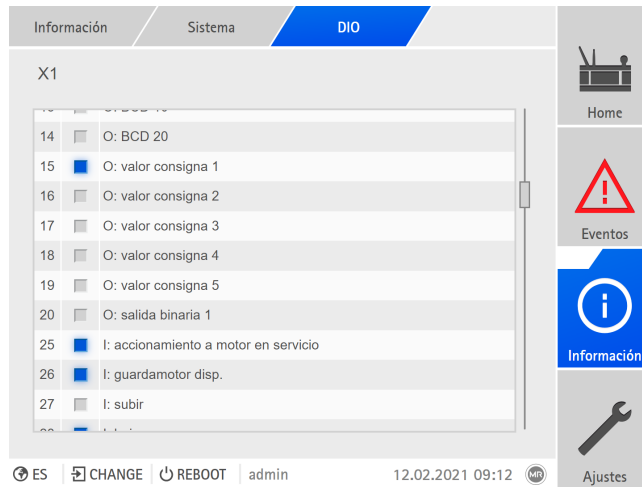 Información Sistema DIO
X1
Home
14 O: BCD 20
15 O: valor consigna 1
16 O: valor consigna 2
17 O: valor consigna 3
18 O: valor consigna 4
19 O: valor consigna 5
20 O: salida binaria 1
25 I: accionamiento a motor en servicio
26 I: guardamotor disp.
27 I: subir
Eventos
Información
Ajustes
ES CHANGE REBOOT admin 12.02.2021 09:12 MR